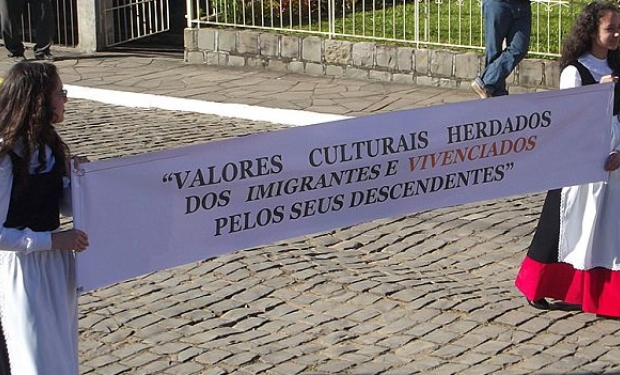 “VALORES CULTURAIS HERDADOS
DOS IMIGRANTES E VIVENCIADOS
PELOS SEUS DESCENDENTES”